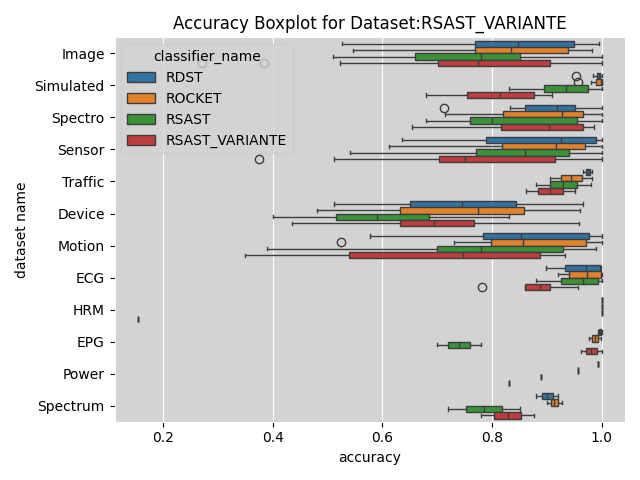 Accuracy Boxplot for Dataset:RSAST_VARIANTE
classifier_name
RDST
ROCKET
RSAST
RSAST_VARIANTE
dataset name
Image
Simulated
Spectro
Sensor
Traffic
Device
Motion
ECG
HRM
EPG
Power
Spectrum
0.2 0.4 0.6 0.8 1.0
accuracy